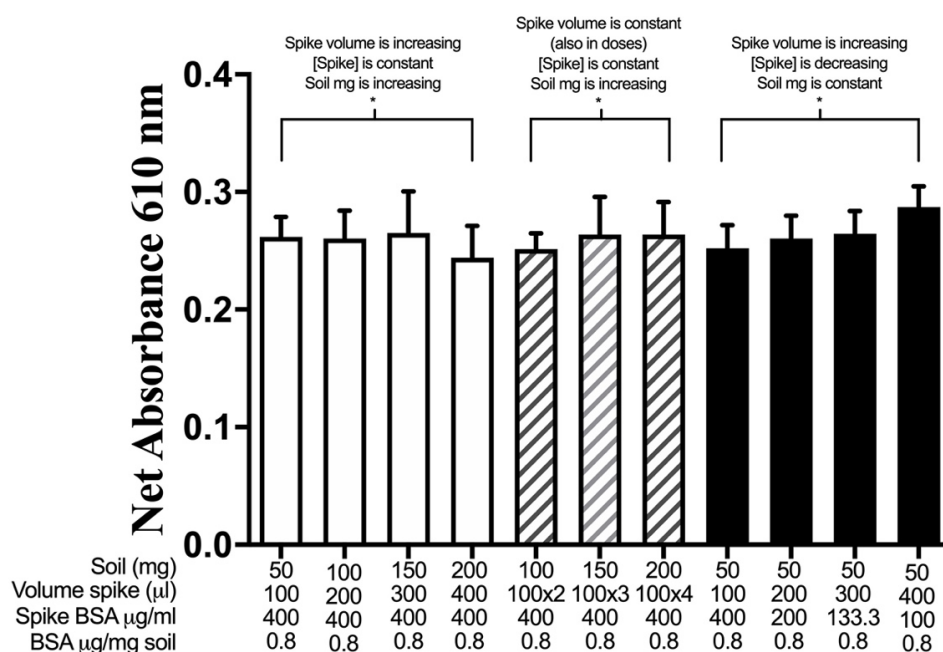 Spike volume is increasing
[Spike] is constant
Soil mg is increasing
*
Spike volume is constant
(also in doses)
[Spike] is constant
Soil mg is increasing
*
Spike volume is increasing
[Spike] is decreasing
Soil mg is constant
*
Net Absorbance 610 nm
0.4
0.3
0.2
0.1
0.0
Soil (mg) 50 100 150 200 100 150 200 50 50 50 50
Volume spike (µl) 100 200 300 400 100x2 100x3 100x4 100 200 300 400
Spike BSA µg/ml 400 400 400 400 400 400 400 400 200 133.3 100
BSA µg/mg soil 0.8 0.8 0.8 0.8 0.8 0.8 0.8 0.8 0.8 0.8 0.8